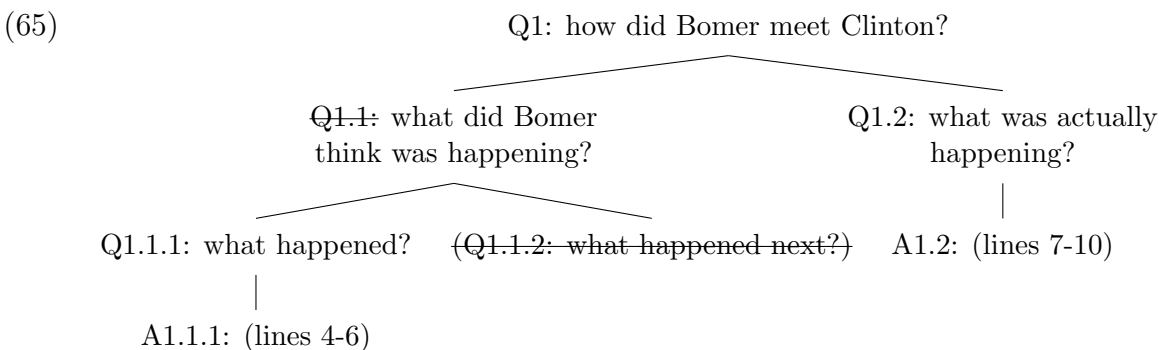 (65) Q1: how did Bomer meet Clinton?
Q1.1: what did Bomer think was happening?
Q1.2: what was actually happening?
Q1.1.1: what happened?
(Q1.1.2: what happened next?)
A1.2: (lines 7-10)
A1.1.1: (lines 4-6)